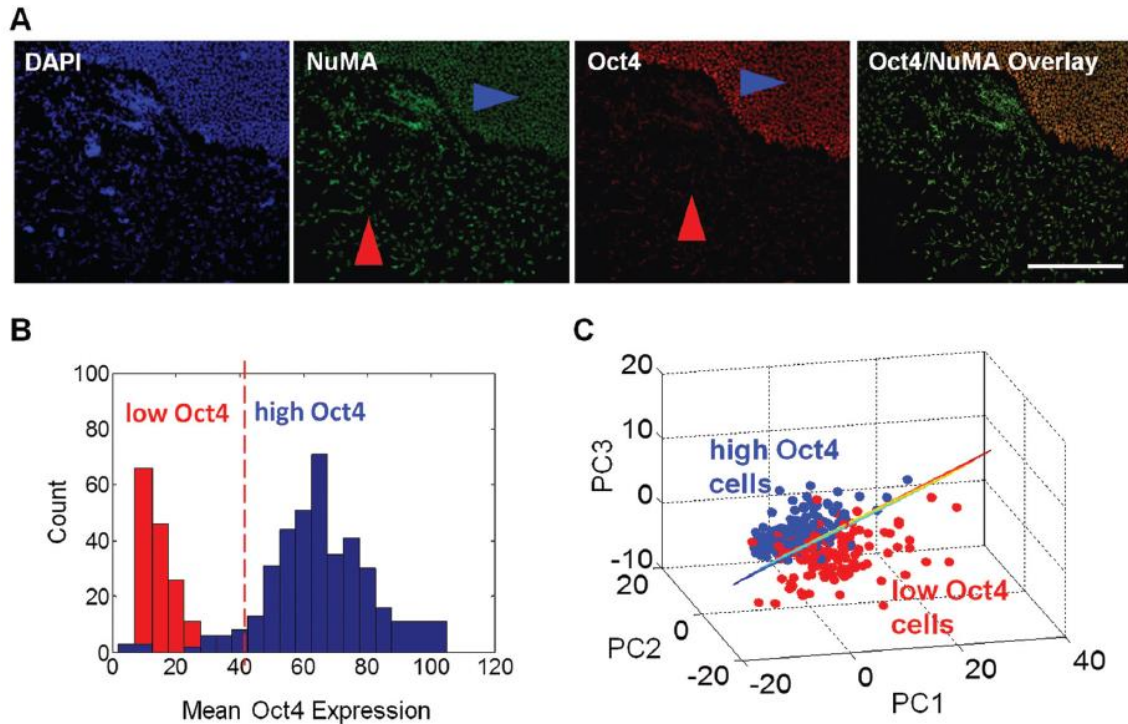 A
DAPI
NuMA
Oct4
Oct4/NuMA Overlay
B
100
80
60
40
20
0
Count
low Oct4
high Oct4
0
20
40
60
80
100
120
Mean Oct4 Expression
C
20
10
0
-10
PC3
high Oct4
cells
low Oct4
cells
20
0
-20
PC2
-20
0
20
40
PC1